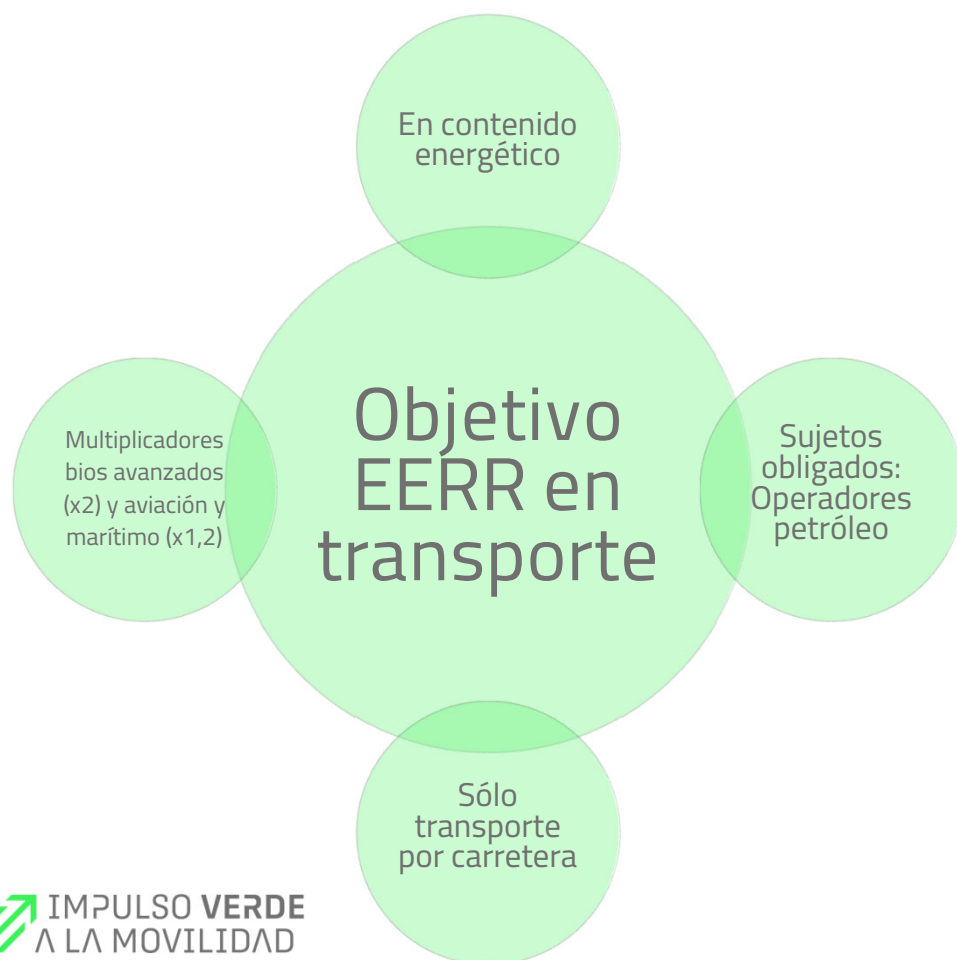 En contenido
energético
Objetivo
EERR en
transporte
Multiplicadores
bios avanzados
(x2) y aviación y
marítimo (x1,2)
Sujetos
obligados:
Operadores
petróleo
Sólo
transporte
por carretera
IMPULSO VERDE
A LA MOVILIDAD